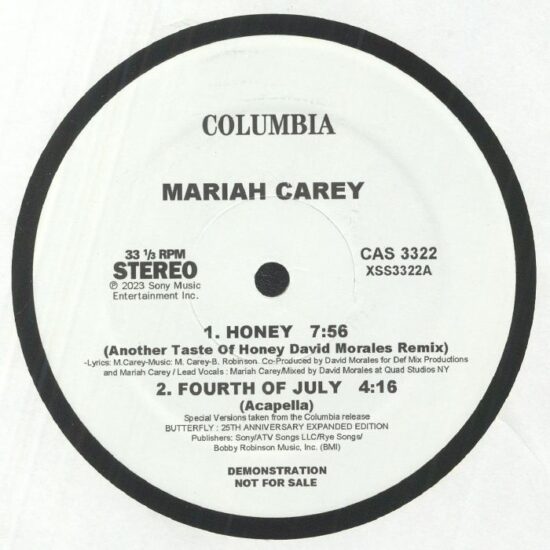 COLUMBIA
MARIAH CAREY
33 ⅓ RPM
STEREO
℗ 2023 Sony Music
Entertainment Inc.
CAS 3322
XSS3322A
1. HONEY 7:56
(Another Taste Of Honey David Morales Remix)
-Lyrics: M.Carey-Music: M. Carey-B. Robinson. Co-Produced by David Morales for Def Mix Productions
and Mariah Carey / Lead Vocals : Mariah Carey/Mixed by David Morales at Quad Studios NY
2. FOURTH OF JULY 4:16
(Acapella)
Special Versions taken from the Columbia release
BUTTERFLY : 25TH ANNIVERSARY EXPANDED EDITION
Publishers: Sony/ATV Songs LLC/Rye Songs/
Bobby Robinson Music, Inc. (BMI)
DEMONSTRATION
NOT FOR SALE